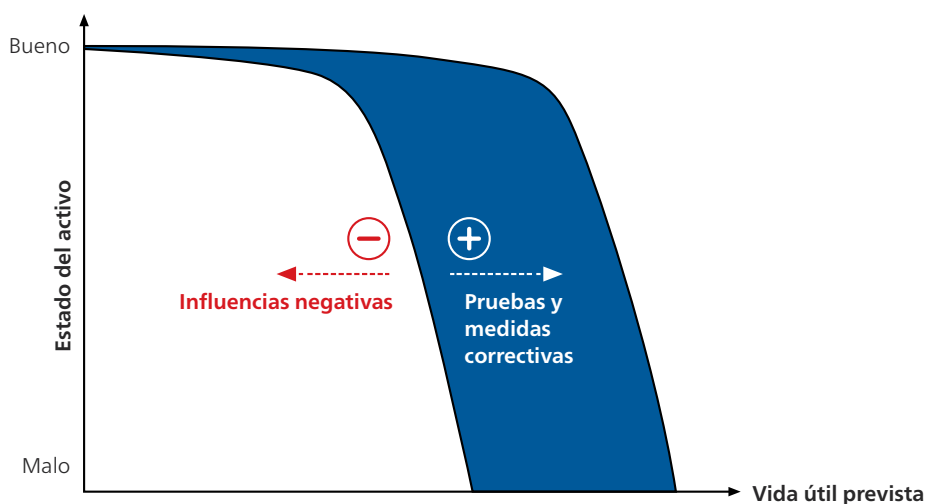 Bueno
Estado del activo
Influencias negativas
Pruebas y
medidas
correctivas
Malo
Vida útil prevista